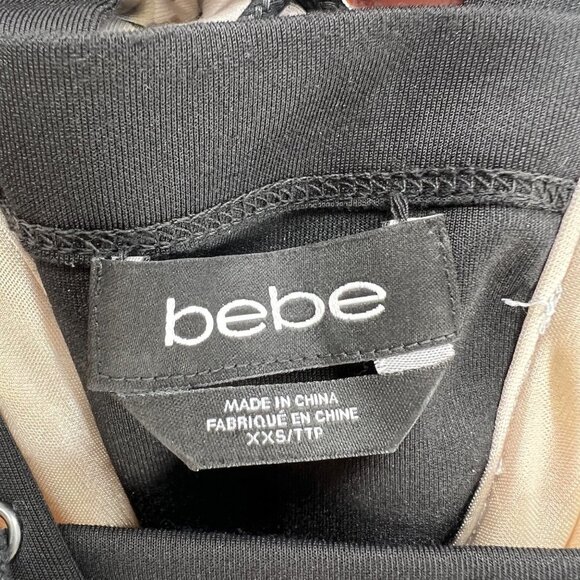 bebe
MADE IN CHINA
FABRIQUÉ EN CHINE
XXS/TTP